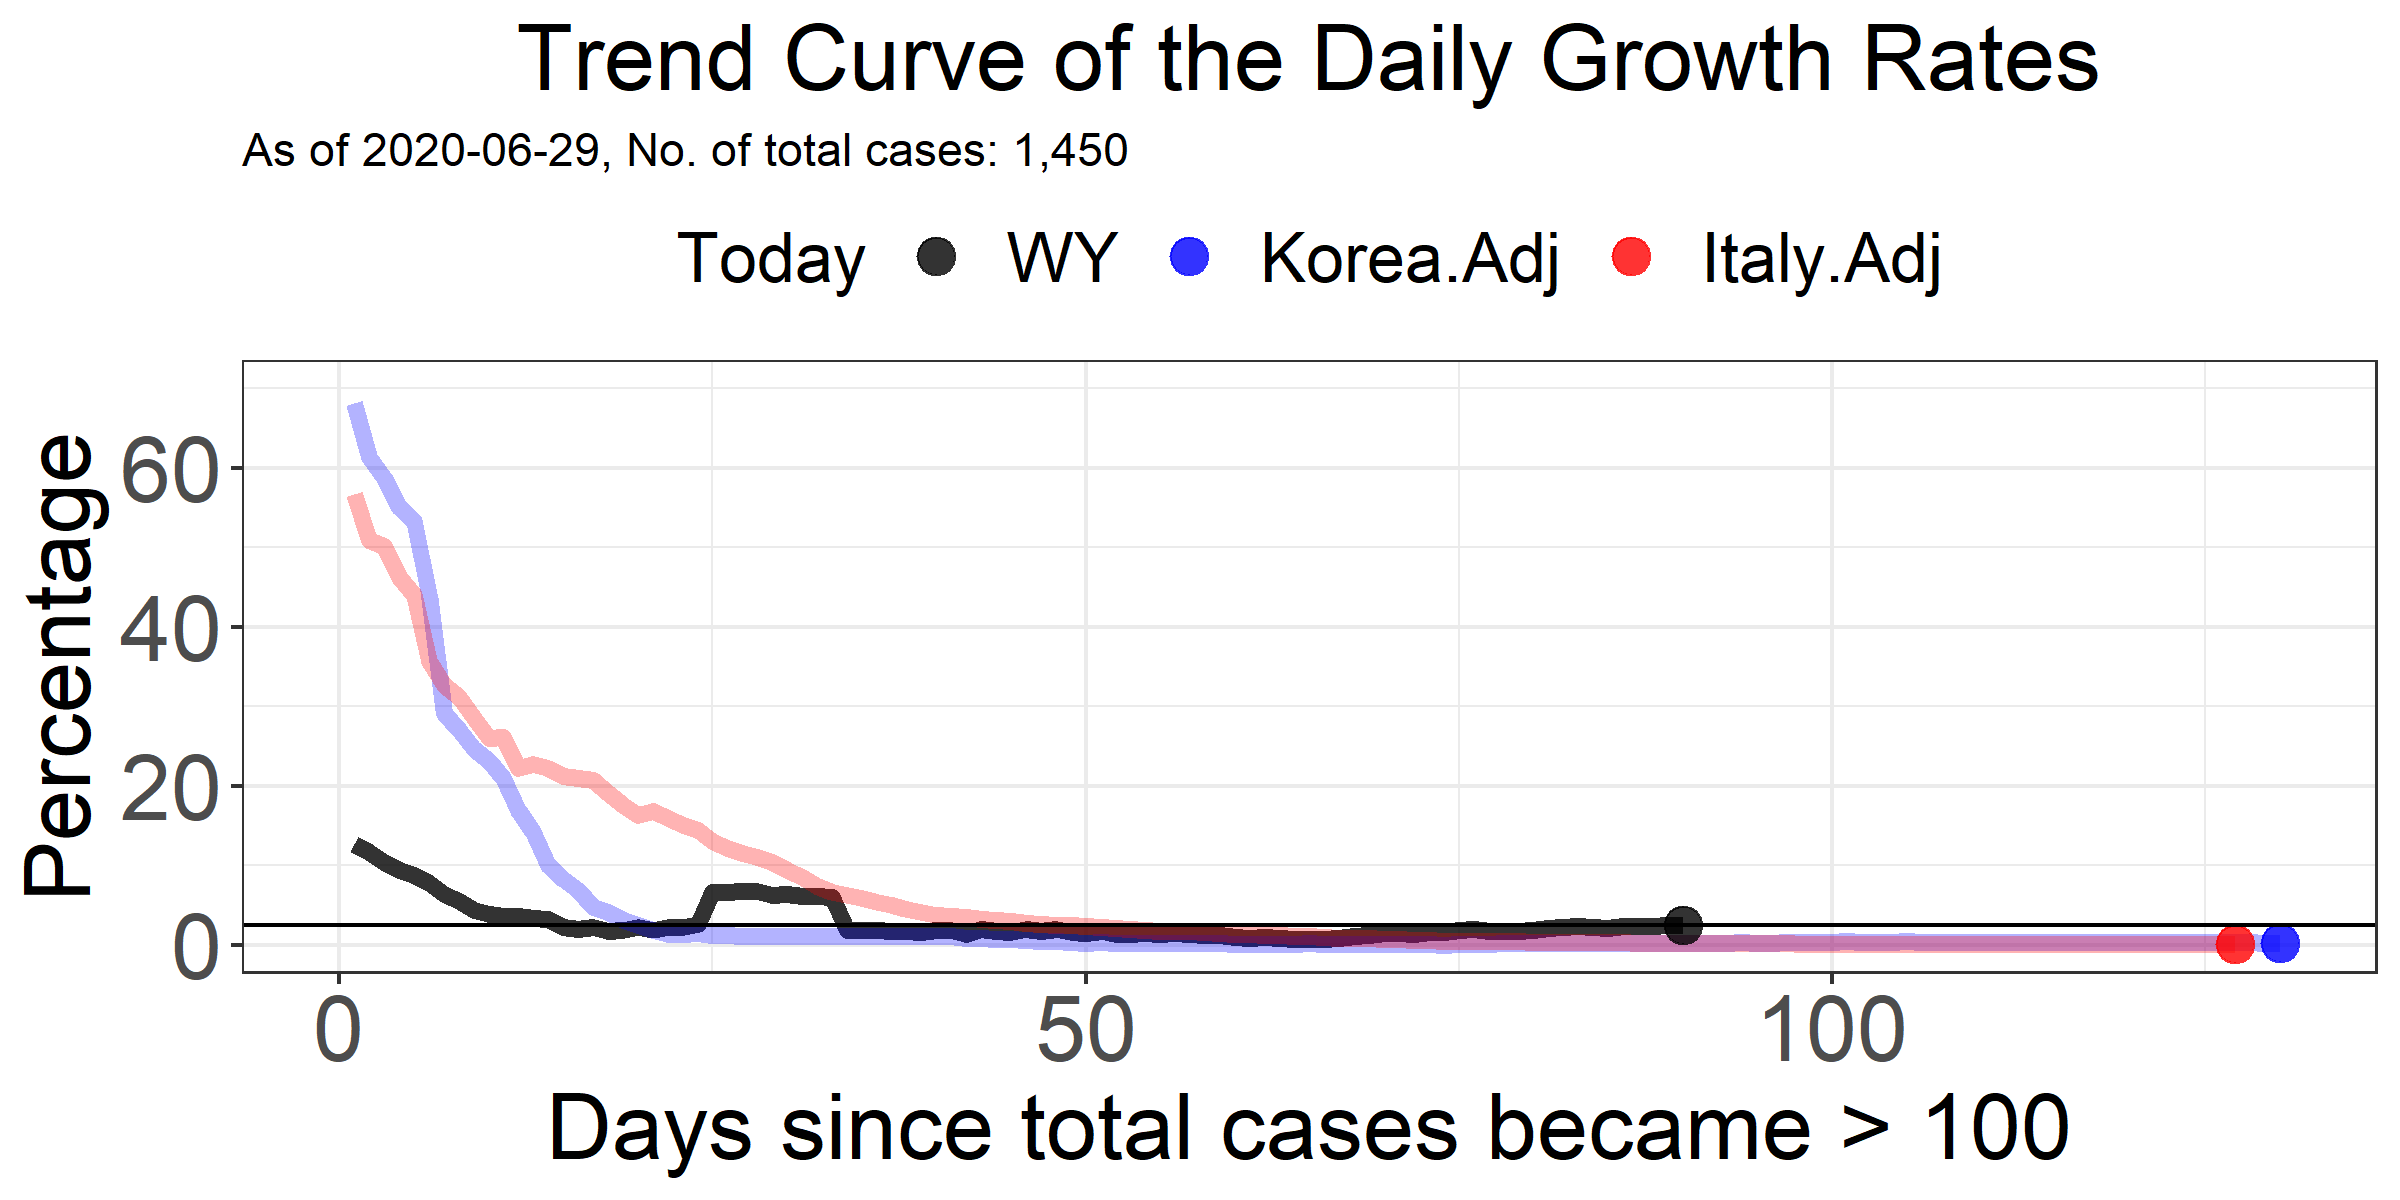 Trend Curve of the Daily Growth Rates
As of 2020-06-29, No. of total cases: 1,450
Today WY Korea.Adj Italy.Adj
Percentage
60
40
20
0
0 50 100
Days since total cases became > 100